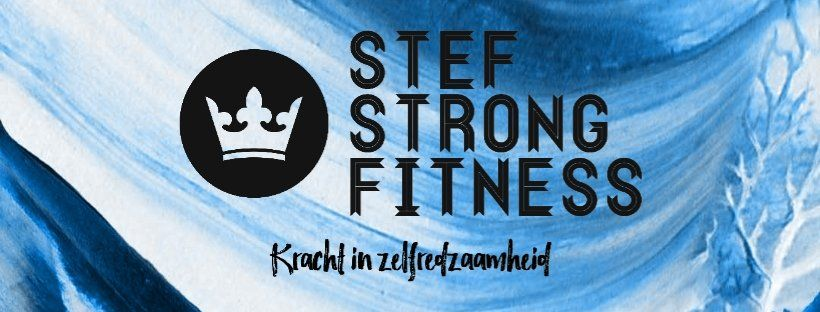 STEF
STRONG
FITNESS
Kracht in zelfredzaamheid